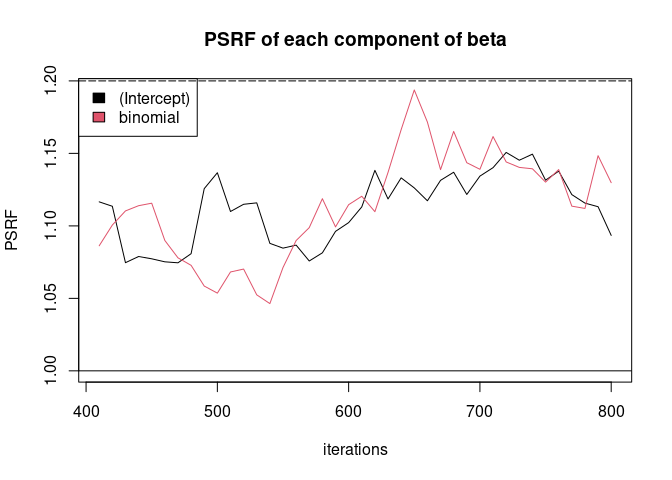 PSRF of each component of beta
(Intercept)
binomial
PSRF
1.20
1.15
1.10
1.05
1.00
400 500 600 700 800
iterations